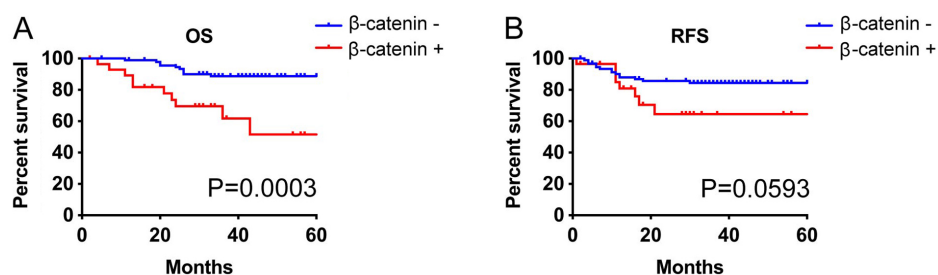 A
OS
β-catenin -
β-catenin +
Percent survival
100
80
60
40
20
0
P=0.0003
0 20 40 60
Months
B
RFS
β-catenin -
β-catenin +
Percent survival
100
80
60
40
20
0
P=0.0593
0 20 40 60
Months